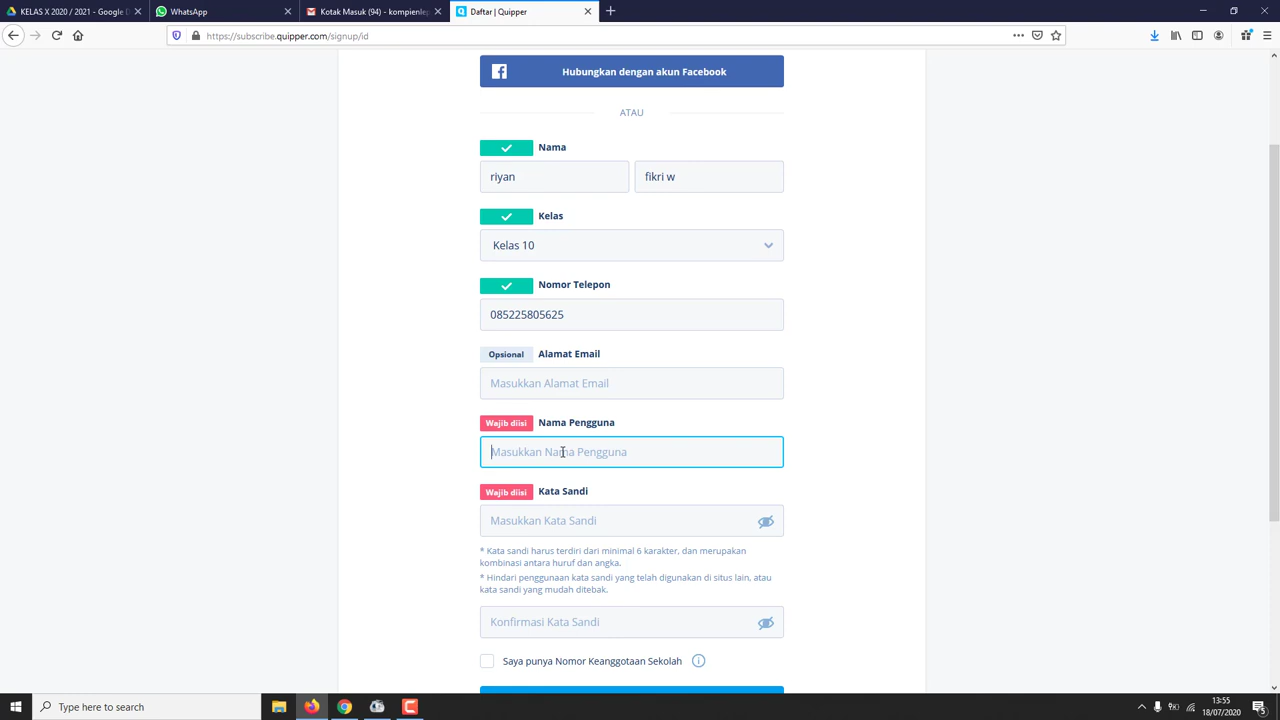 KELAS X 2020 / 2021 - Google D
WhatsApp
Kotak Masuk (94) - kompienlep
Daftar | Quipper
https://subscribe.quipper.com/signup/id
Hubungkan dengan akun Facebook
ATAU
Nama
riyan
fikri w
Kelas
Kelas 10
Nomor Telepon
085225805625
Opsional Alamat Email
Masukkan Alamat Email
Wajib diisi Nama Pengguna
Masukkan Nama Pengguna
Wajib diisi Kata Sandi
Masukkan Kata Sandi
* Kata sandi harus terdiri dari minimal 6 karakter, dan merupakan
kombinasi antara huruf dan angka.
* Hindari penggunaan kata sandi yang telah digunakan di situs lain, atau
kata sandi yang mudah ditebak.
Konfirmasi Kata Sandi
Saya punya Nomor Keanggotaan Sekolah
Type here to search
13:55
18/07/2020
5